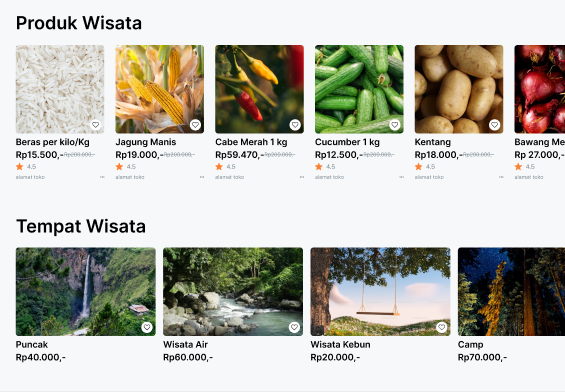 Produk Wisata
Beras per kilo/Kg
Rp15.500,-Rp200.000,-
4.5
alamat toko
Jagung Manis
Rp19.000,-Rp200.000,-
4.5
alamat toko
Cabe Merah 1 kg
Rp59.470,-Rp200.000,-
4.5
alamat toko
Cucumber 1 kg
Rp12.500,-Rp200.000,-
4.5
alamat toko
Kentang
Rp18.000,-Rp200.000,-
4.5
alamat toko
Bawang Me
Rp 27.000,-
4.5
alamat toko
Tempat Wisata
Puncak
Rp40.000,-
Wisata Air
Rp60.000,-
Wisata Kebun
Rp20.000,-
Camp
Rp70.000,-